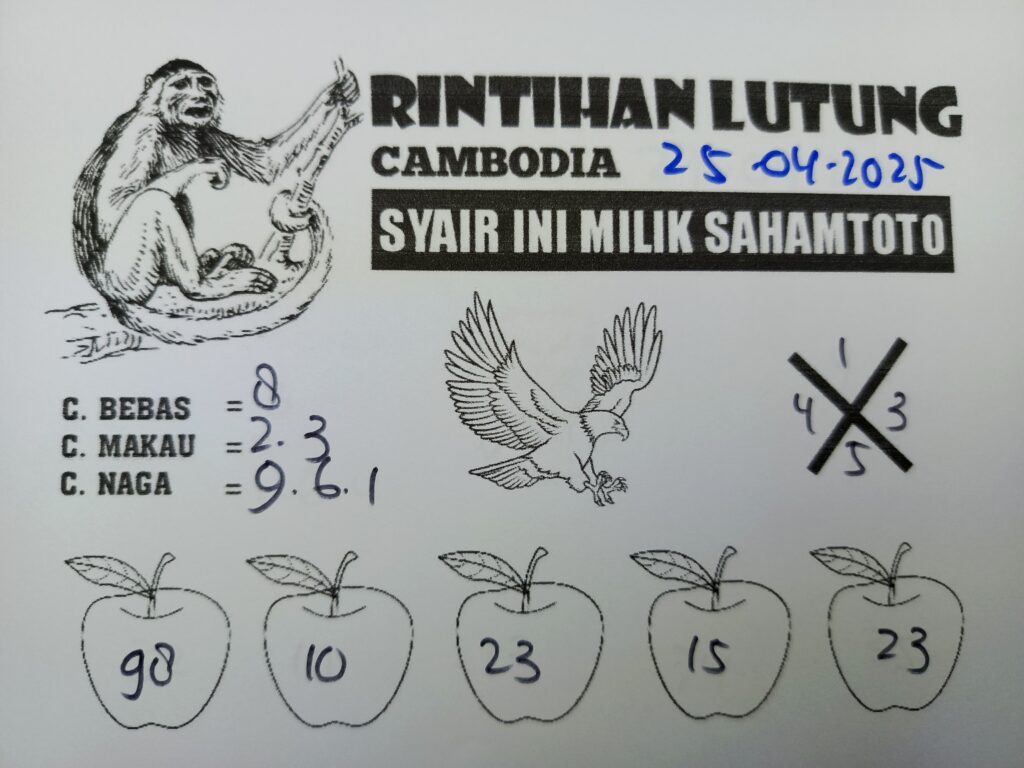 RINTIHAN LUTUNG
CAMBODIA 25-04-2025
SYAIR INI MILIK SAHAMTOTO
C. BEBAS = 8
C. MAKAU = 2. 3
C. NAGA = 9. 6. 1
1
4 3
5
98 10 23 15 23